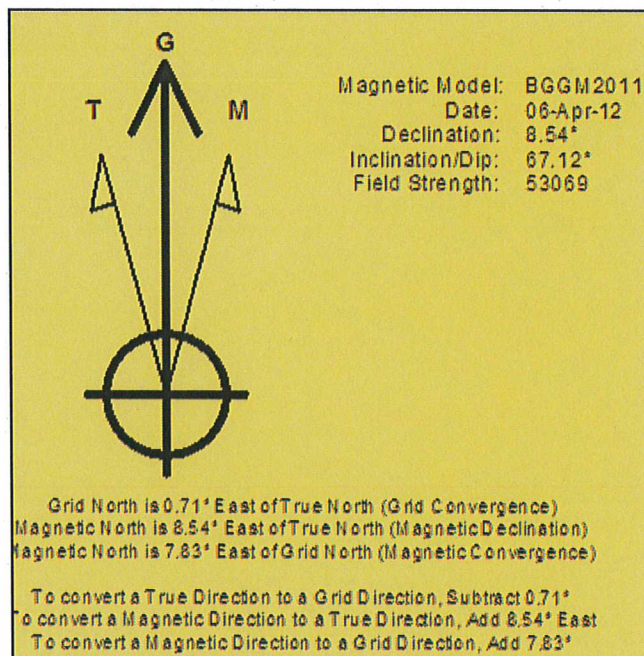 G
T M
Magnetic Model: BGGM2011
Date: 06-Apr-12
Declination: 8.54°
Inclination/Dip: 67.12°
Field Strength: 53069
Grid North is 0.71° East of True North (Grid Convergence)
Magnetic North is 8.54° East of True North (Magnetic Declination)
Magnetic North is 7.83° East of Grid North (Magnetic Convergence)
To convert a True Direction to a Grid Direction, Subtract 0.71°
To convert a Magnetic Direction to a True Direction, Add 8.54° East
To convert a Magnetic Direction to a Grid Direction, Add 7.83°